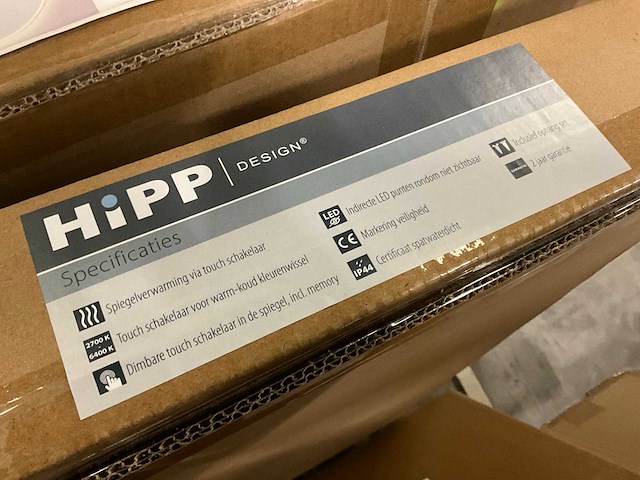 HiPP DESIGN®
Specificaties
Spiegelverwarming via touch schakelaar
2700 K - 6400 K Touch schakelaar voor warm-koud kleurenwissel
Dimbare touch schakelaar in de spiegel, incl. memory
LED Indirecte LED punten rondom niet zichtbaar
CE Markering veiligheid
IP44 Certificaat spatwaterdicht
Inclusief ophang set
2 jaar garantie